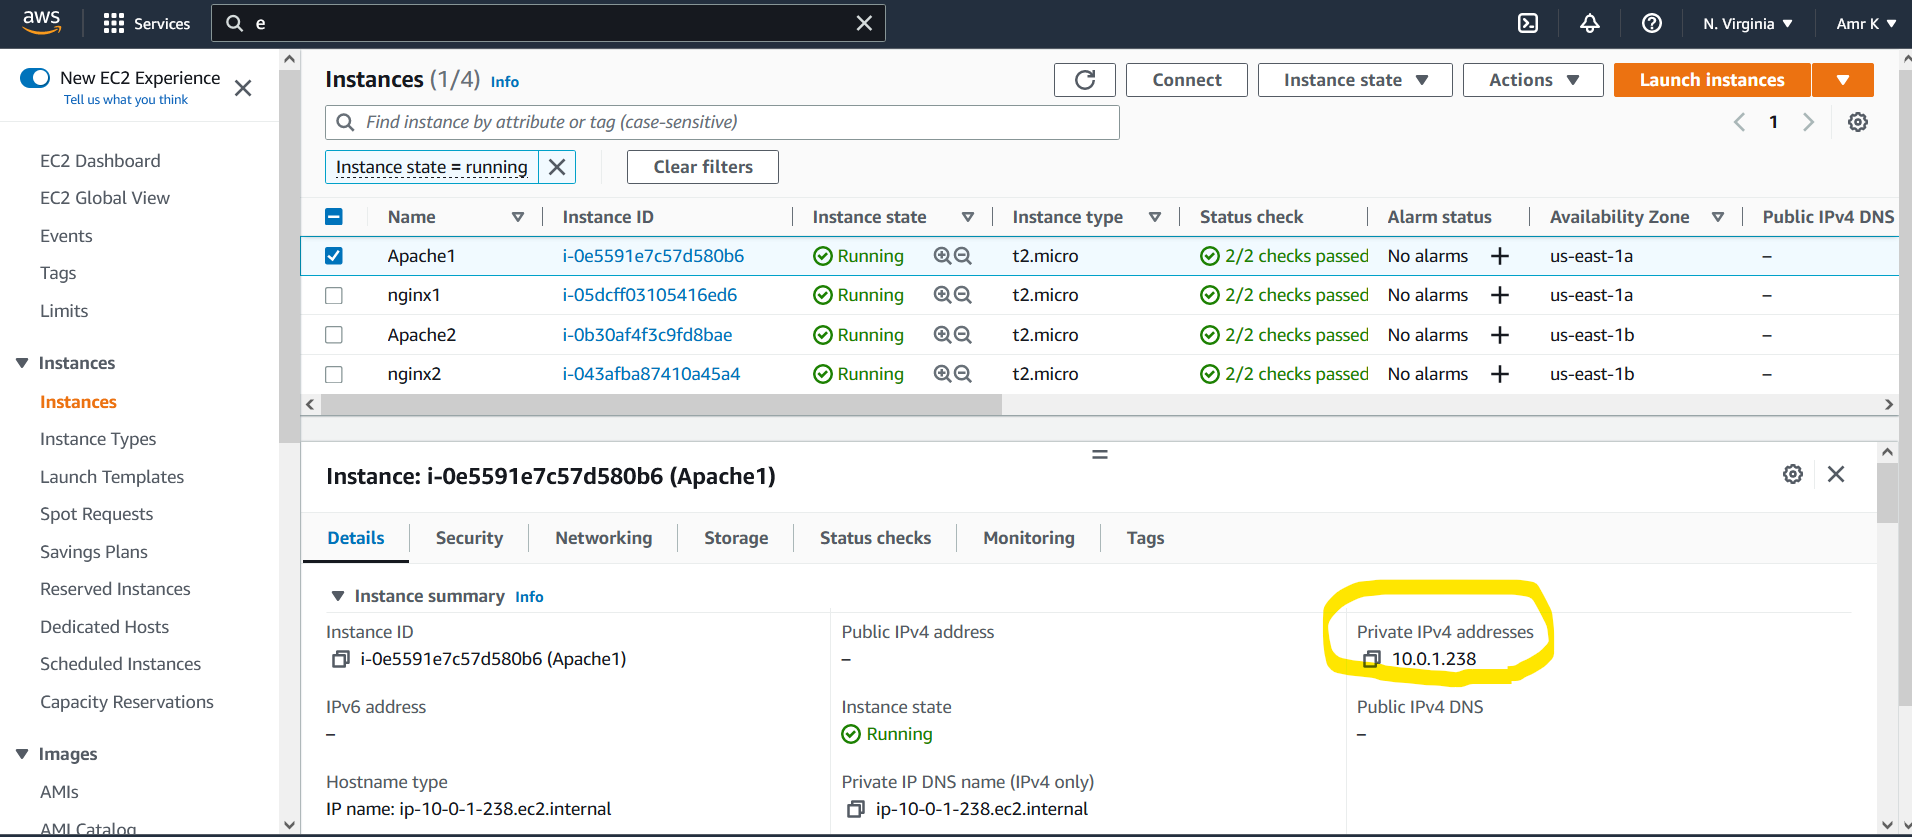 aws Services e N. Virginia Amr K
New EC2 Experience
Tell us what you think
EC2 Dashboard
EC2 Global View
Events
Tags
Limits
Instances
Instances
Instance Types
Launch Templates
Spot Requests
Savings Plans
Reserved Instances
Dedicated Hosts
Scheduled Instances
Capacity Reservations
Images
AMIs
AMI Catalog
Instances (1/4) Info
Connect Instance state Actions Launch instances
Find instance by attribute or tag (case-sensitive)
1
Instance state = running Clear filters
Name Instance ID Instance state Instance type Status check Alarm status Availability Zone Public IPv4 DNS
Apache1 i-0e5591e7c57d580b6 Running t2.micro 2/2 checks passed No alarms + us-east-1a –
nginx1 i-05dcff03105416ed6 Running t2.micro 2/2 checks passed No alarms + us-east-1a –
Apache2 i-0b30af4f3c9fd8bae Running t2.micro 2/2 checks passed No alarms + us-east-1b –
nginx2 i-043afba87410a45a4 Running t2.micro 2/2 checks passed No alarms + us-east-1b –
Instance: i-0e5591e7c57d580b6 (Apache1)
Details Security Networking Storage Status checks Monitoring Tags
Instance summary Info
Instance ID
i-0e5591e7c57d580b6 (Apache1)
Public IPv4 address
–
Private IPv4 addresses
10.0.1.238
IPv6 address
–
Instance state
Running
Public IPv4 DNS
–
Hostname type
IP name: ip-10-0-1-238.ec2.internal
Private IP DNS name (IPv4 only)
ip-10-0-1-238.ec2.internal